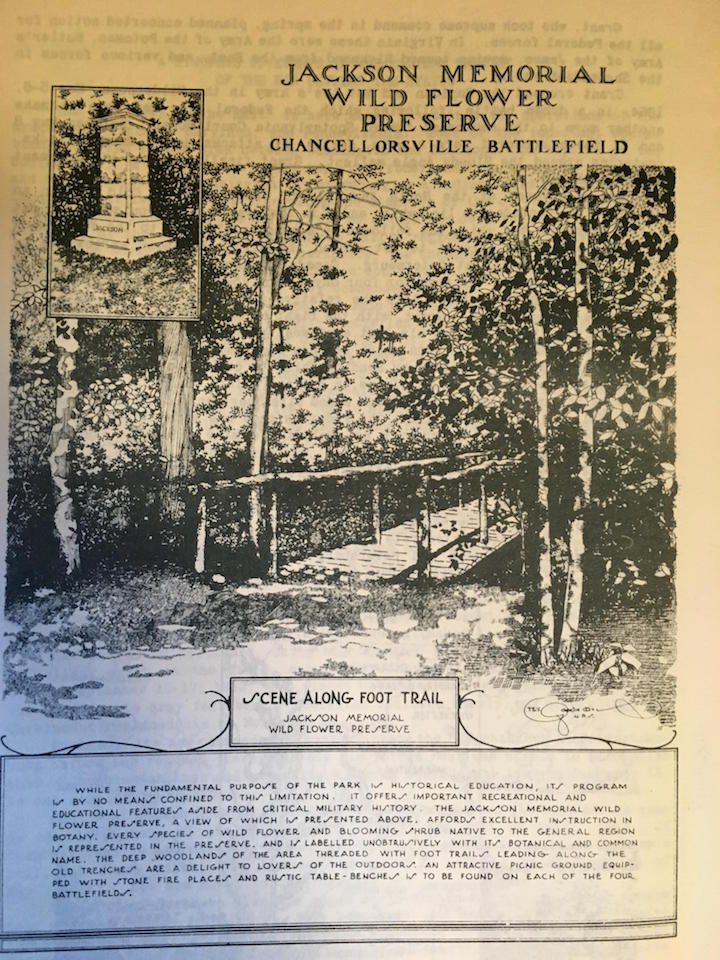 JACKSON MEMORIAL
WILD FLOWER
PRESERVE
CHANCELLORSVILLE BATTLEFIELD
JACKSON
SCENE ALONG FOOT TRAIL
JACKSON MEMORIAL
WILD FLOWER PRESERVE
TEX
N.P.S.
WHILE THE FUNDAMENTAL PURPOSE OF THE PARK IS HISTORICAL EDUCATION, ITS PROGRAM
IS BY NO MEANS CONFINED TO THIS LIMITATION. IT OFFERS IMPORTANT RECREATIONAL AND
EDUCATIONAL FEATURES ASIDE FROM CRITICAL MILITARY HISTORY. THE JACKSON MEMORIAL WILD
FLOWER PRESERVE, A VIEW OF WHICH IS PRESENTED ABOVE, AFFORDS EXCELLENT INSTRUCTION IN
BOTANY. EVERY SPECIES OF WILD FLOWER AND BLOOMING SHRUB NATIVE TO THE GENERAL REGION
IS REPRESENTED IN THE PRESERVE, AND IS LABELLED UNOBTAUSIVELY WITH ITS BOTANICAL AND COMMON
NAME. THE DEEP WOODLANDS OF THE AREA THREADED WITH FOOT TRAILS LEADING ALONG THE
OLD TRENCHES ARE A DELIGHT TO LOVERS OF THE OUTDOORS. AN ATTRACTIVE PICNIC GROUND EQUIP-
PED WITH STONE FIRE PLACES AND RUSTIC TABLE-BENCHES IS TO BE FOUND ON EACH OF THE FOUR
BATTLEFIELDS.